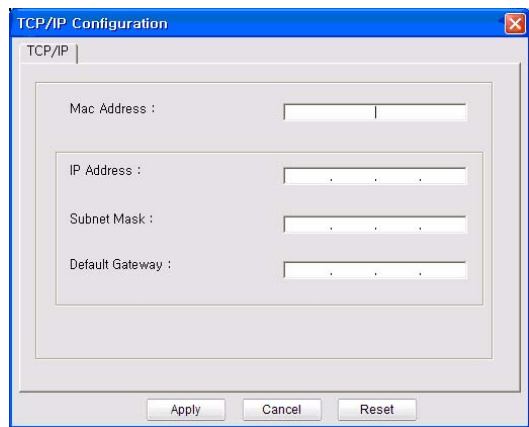 TCP/IP Configuration
TCP/IP
Mac Address :
IP Address :
. . .
Subnet Mask :
. . .
Default Gateway :
. . .
Apply Cancel Reset